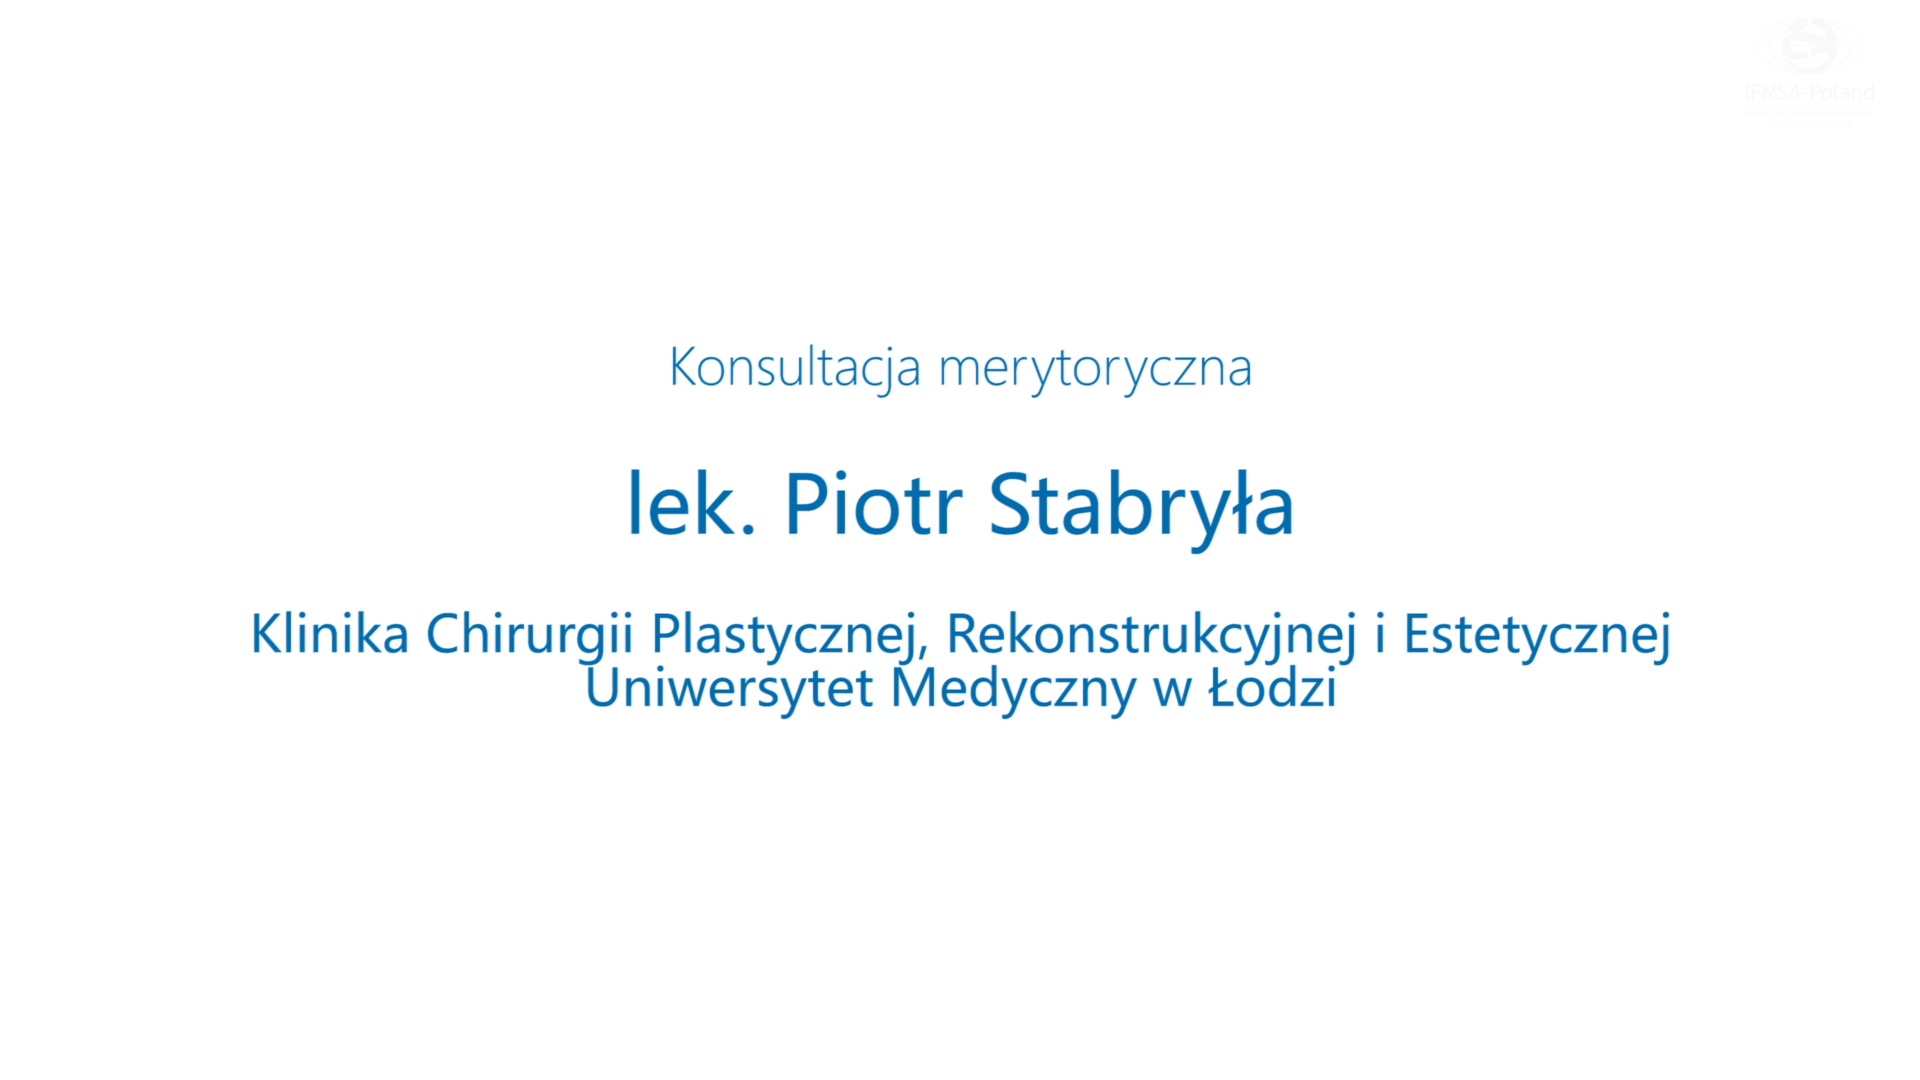 IFMSA-Poland
Konsultacja merytoryczna
lek. Piotr Stabryła
Klinika Chirurgii Plastycznej, Rekonstrukcyjnej i Estetycznej
Uniwersytet Medyczny w Łodzi